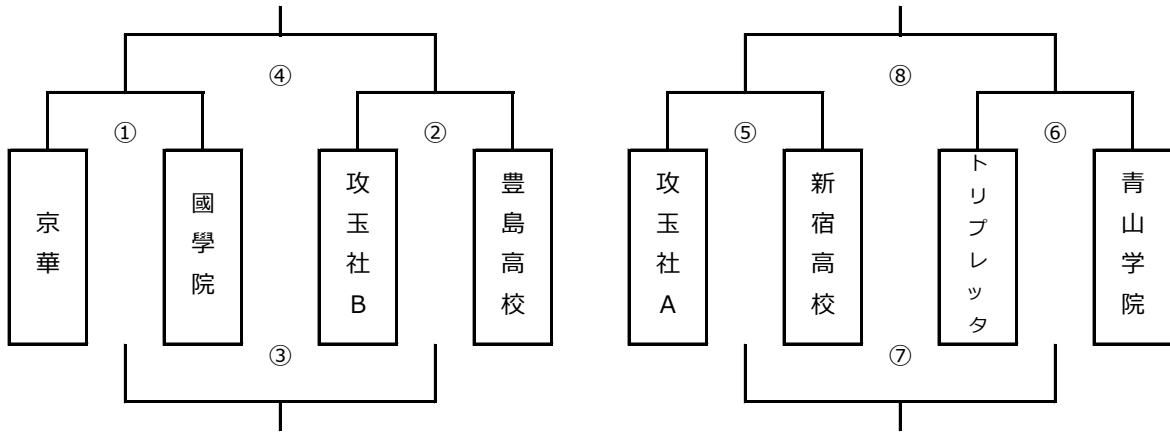 ④
⑧
①
②
⑤
⑥
京華
國學院
攻玉社B
豊島高校
攻玉社A
新宿高校
トリプレッタ
青山学院
③
⑦